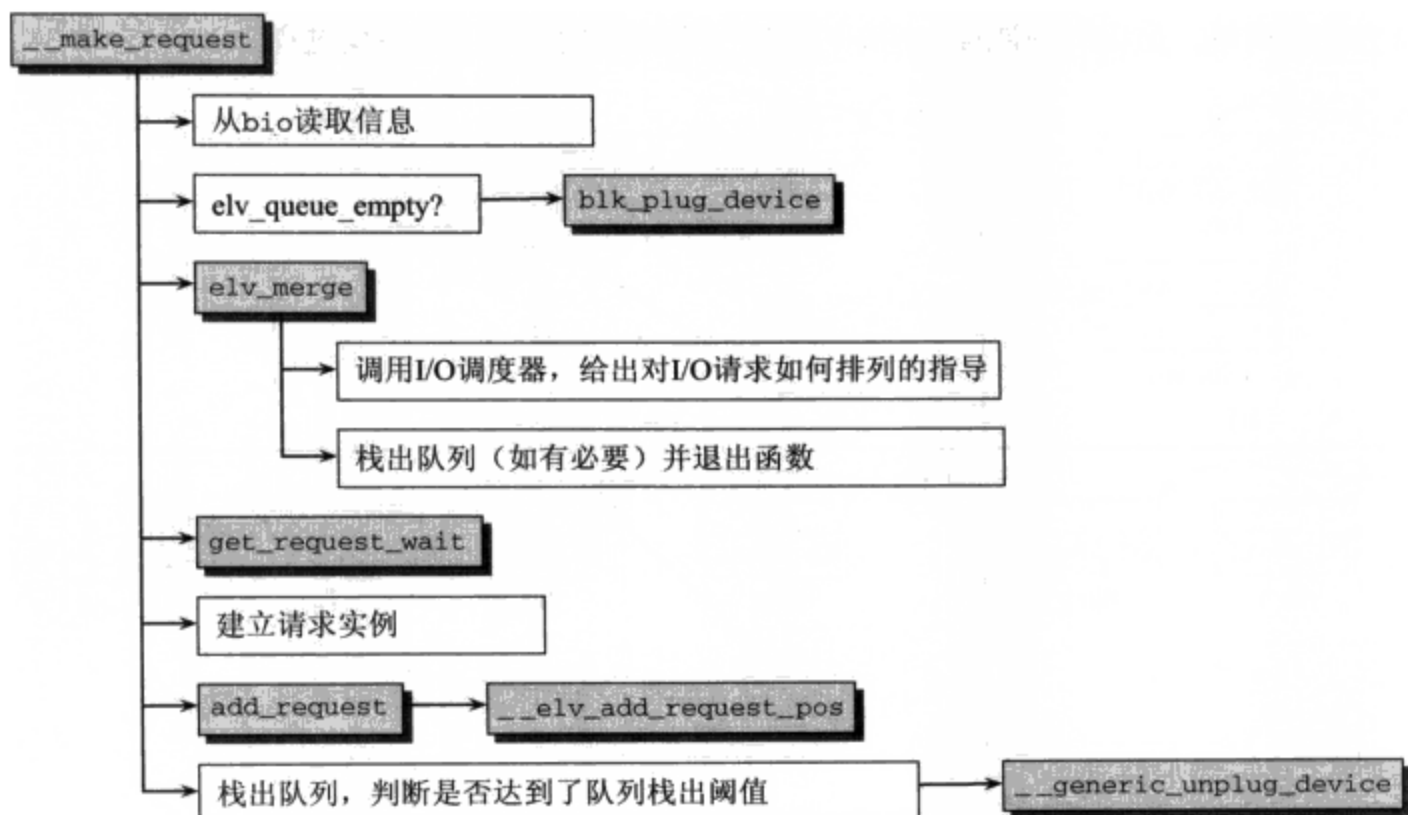 __make_request
从bio读取信息
elv_queue_empty? blk_plug_device
elv_merge
调用I/O调度器，给出对I/O请求如何排列的指导
栈出队列（如有必要）并退出函数
get_request_wait
建立请求实例
add_request __elv_add_request_pos
栈出队列，判断是否达到了队列栈出阈值 __generic_unplug_device